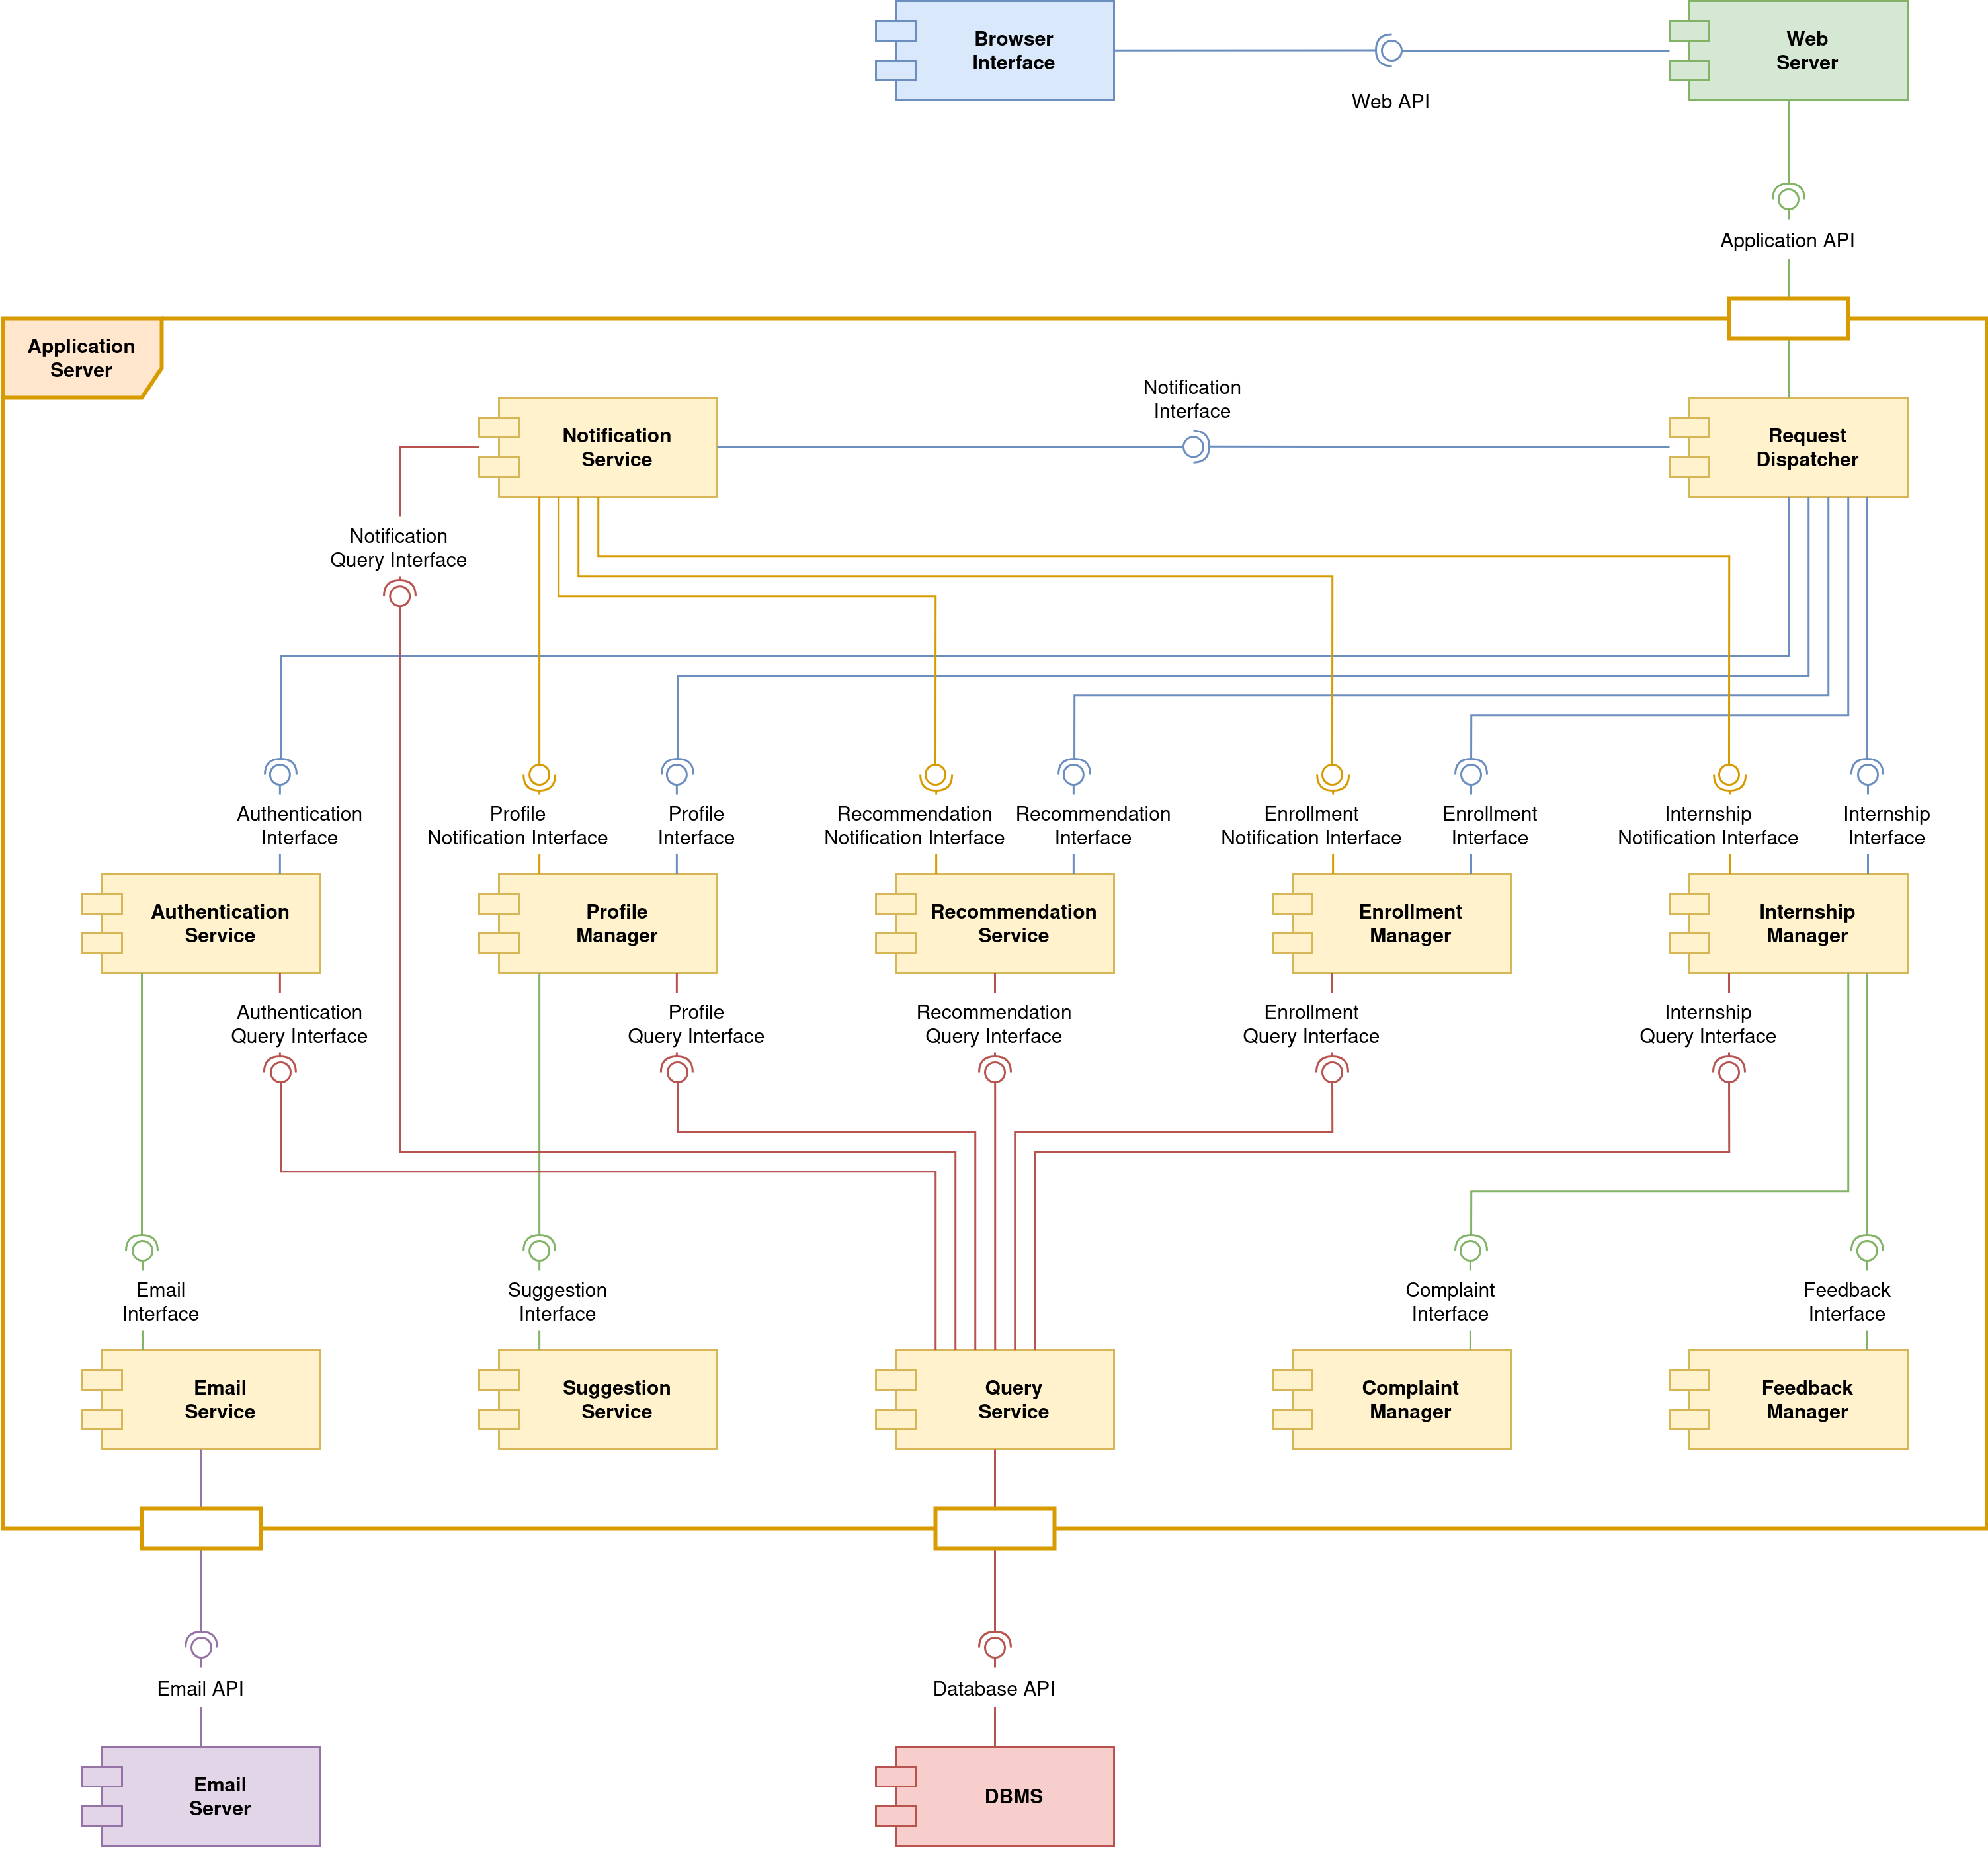 Browser
Interface
Web API
Web
Server
Application API
Application
Server
Notification
Service
Notification
Interface
Request
Dispatcher
Notification
Query Interface
Authentication
Interface
Profile
Notification Interface
Profile
Interface
Recommendation
Notification Interface
Recommendation
Interface
Enrollment
Notification Interface
Enrollment
Interface
Internship
Notification Interface
Internship
Interface
Authentication
Service
Profile
Manager
Recommendation
Service
Enrollment
Manager
Internship
Manager
Authentication
Query Interface
Profile
Query Interface
Recommendation
Query Interface
Enrollment
Query Interface
Internship
Query Interface
Email
Interface
Suggestion
Interface
Complaint
Interface
Feedback
Interface
Email
Service
Suggestion
Service
Query
Service
Complaint
Manager
Feedback
Manager
Email API
Database API
Email
Server
DBMS